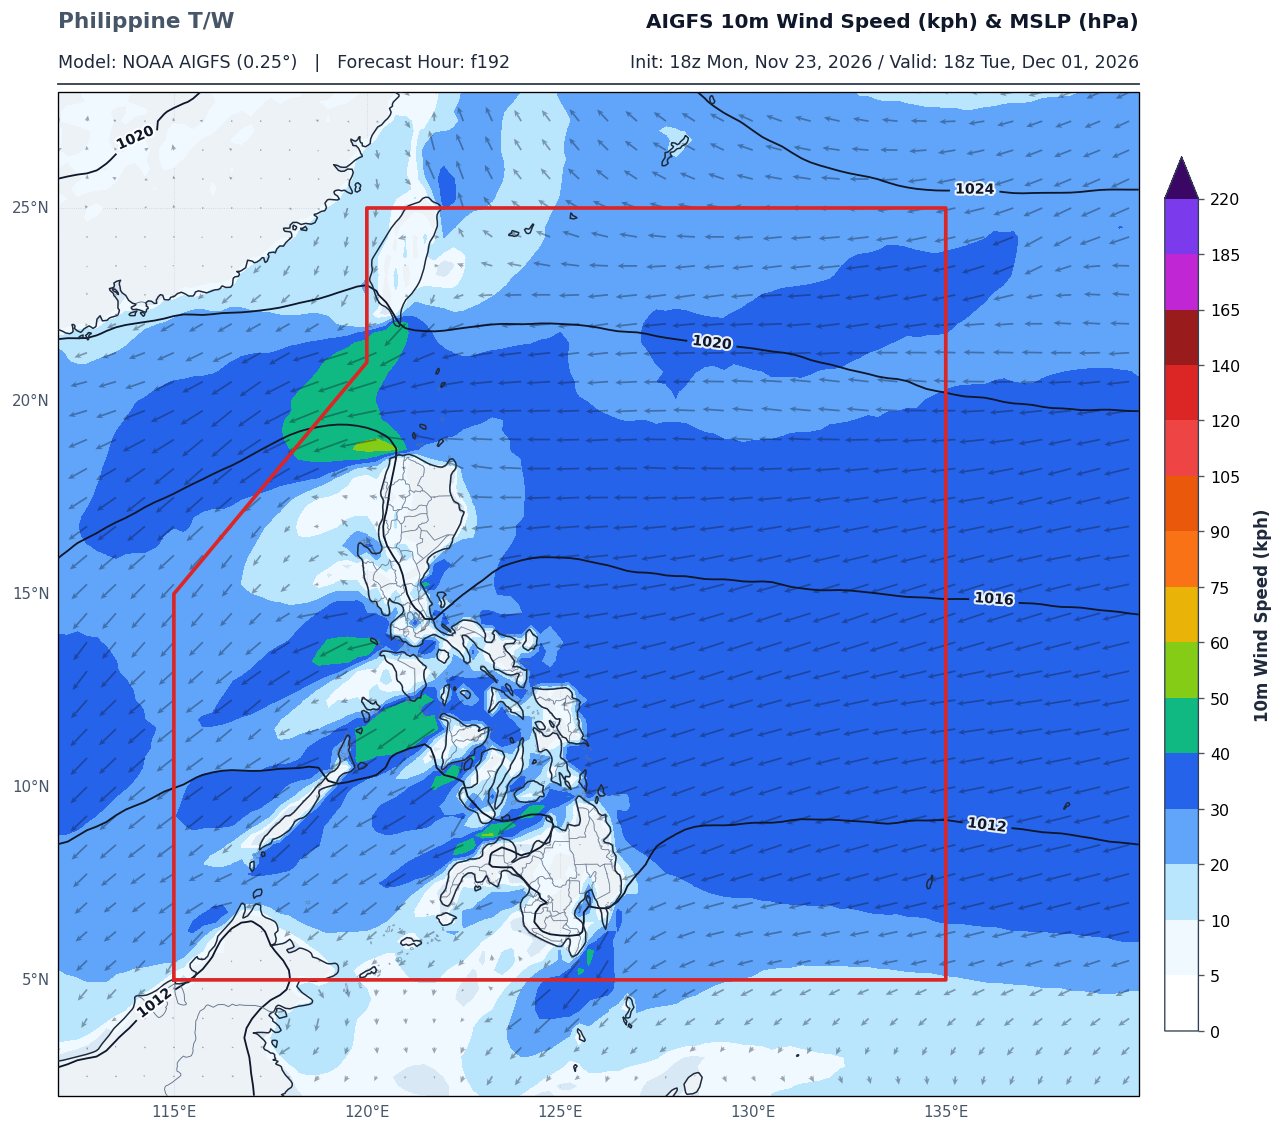 Philippine T/W
AIGFS 10m Wind Speed (kph) & MSLP (hPa)
Model: NOAA AIGFS (0.25°)   |   Forecast Hour: f192
Init: 18z Mon, Nov 23, 2026 / Valid: 18z Tue, Dec 01, 2026
1020
1024
1020
1016
1012
1012
25°N
20°N
15°N
10°N
5°N
115°E
120°E
125°E
130°E
135°E
220
185
165
140
120
105
90
75
60
50
40
30
20
10
5
0
10m Wind Speed (kph)